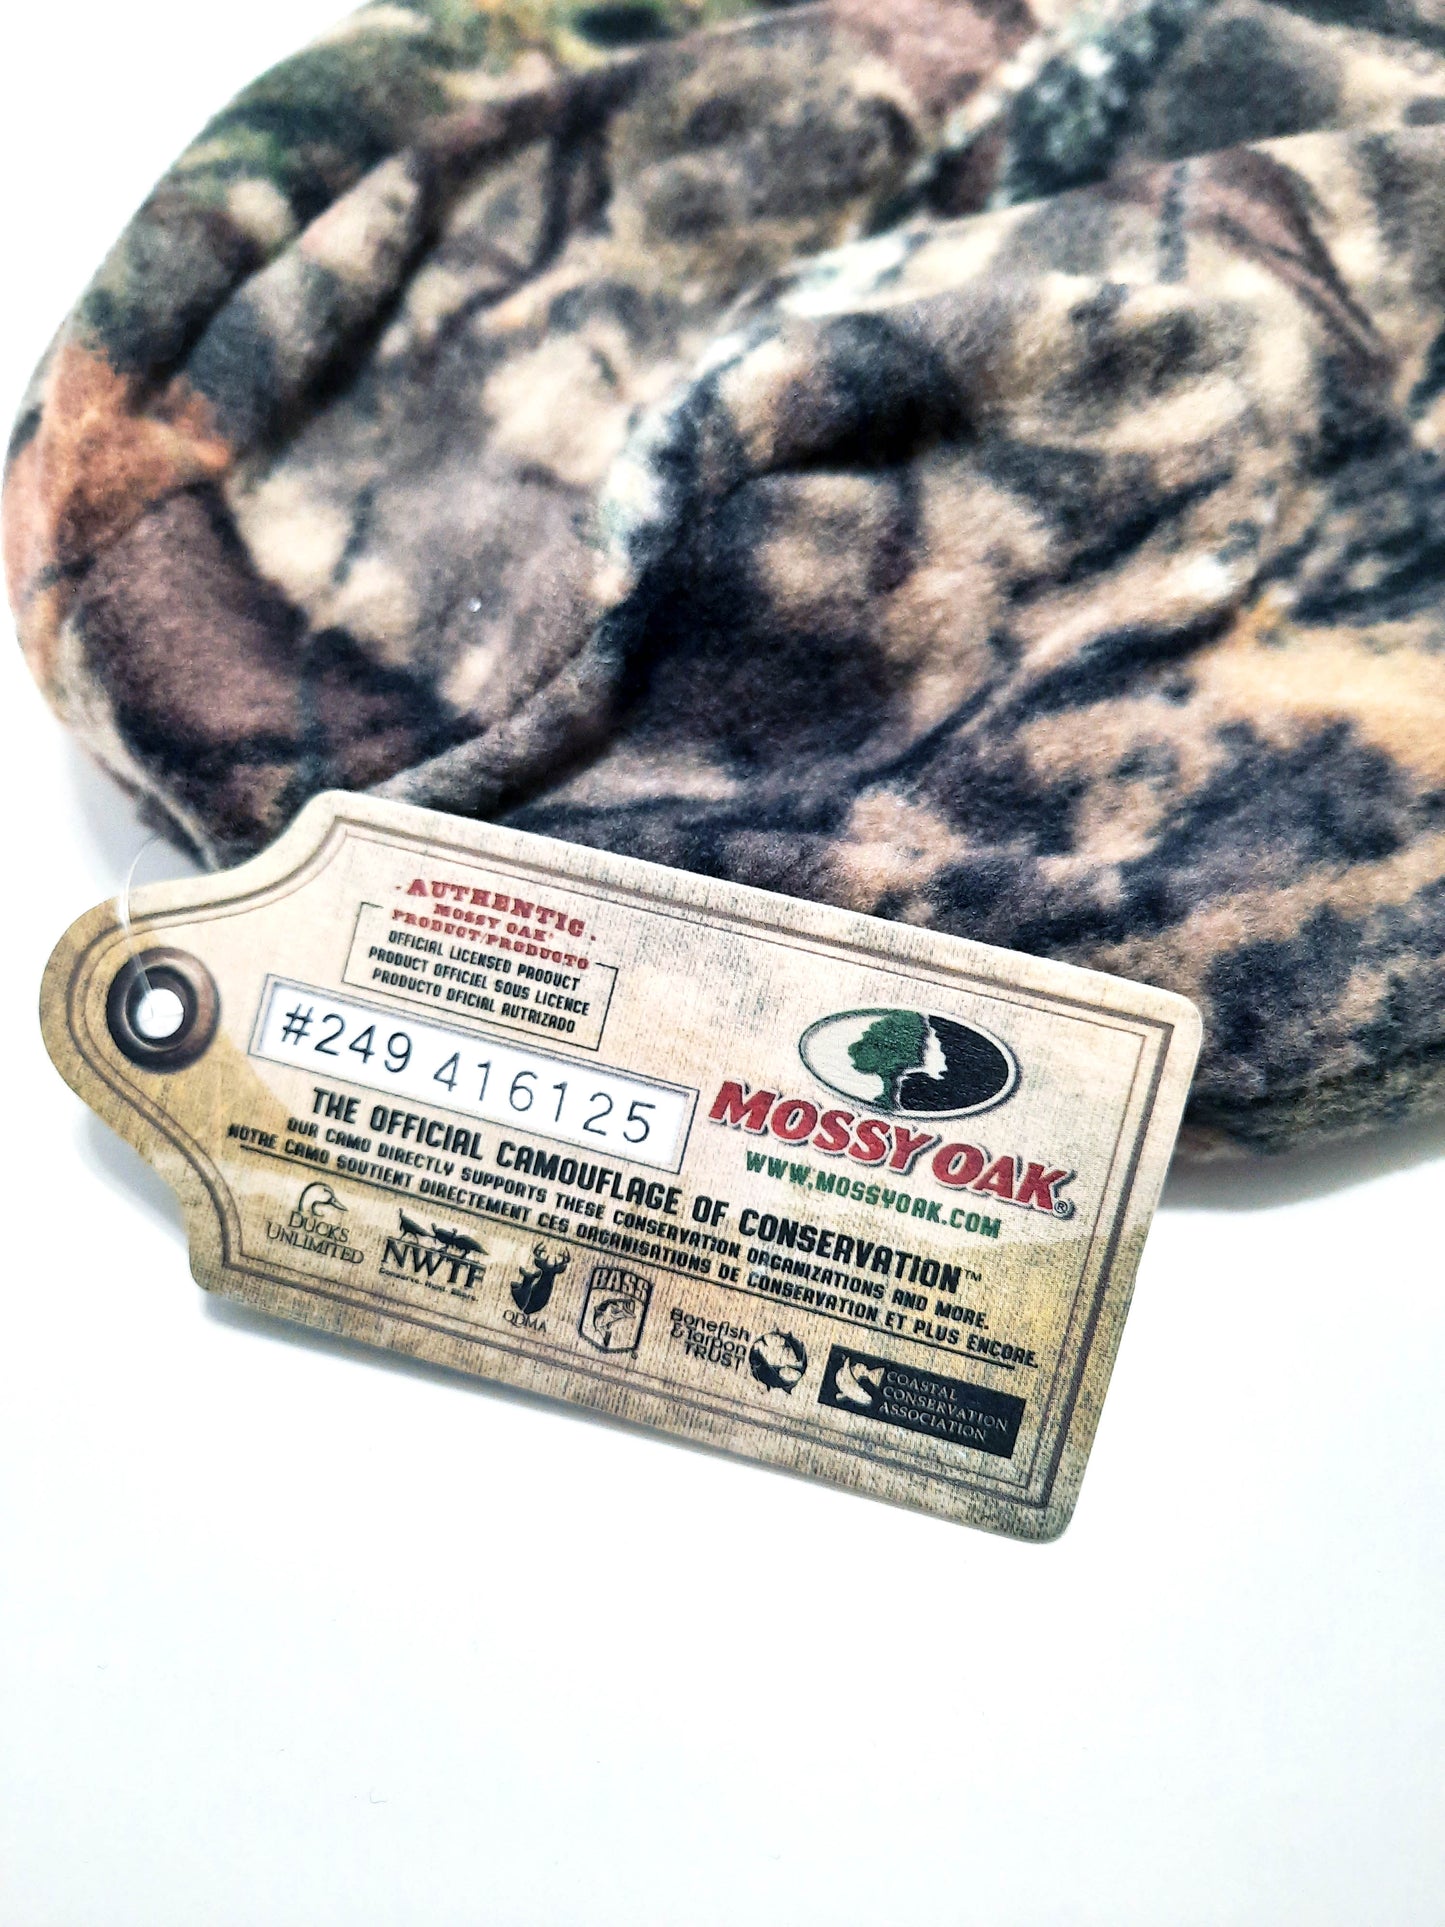 · AUTHENTIC ·
MOSSY OAK®
PRODUCT/PRODUCTO
OFFICIAL LICENSED PRODUCT
PRODUCT OFFICIEL SOUS LICENCE
PRODUCTO OFICIAL AUTRIZADO
#249 416125
MOSSY OAK®
WWW.MOSSYOAK.COM
THE OFFICIAL CAMOUFLAGE OF CONSERVATION™
OUR CAMO DIRECTLY SUPPORTS THESE CONSERVATION ORGANIZATIONS AND MORE.
NOTRE CAMO SOUTIENT DIRECTEMENT CES ORGANISATIONS DE CONSERVATION ET PLUS ENCORE.
DUCKS
UNLIMITED
NWTF
QDMA
BASS
Bonefish
& Tarpon
TRUST
COASTAL
CONSERVATION
ASSOCIATION